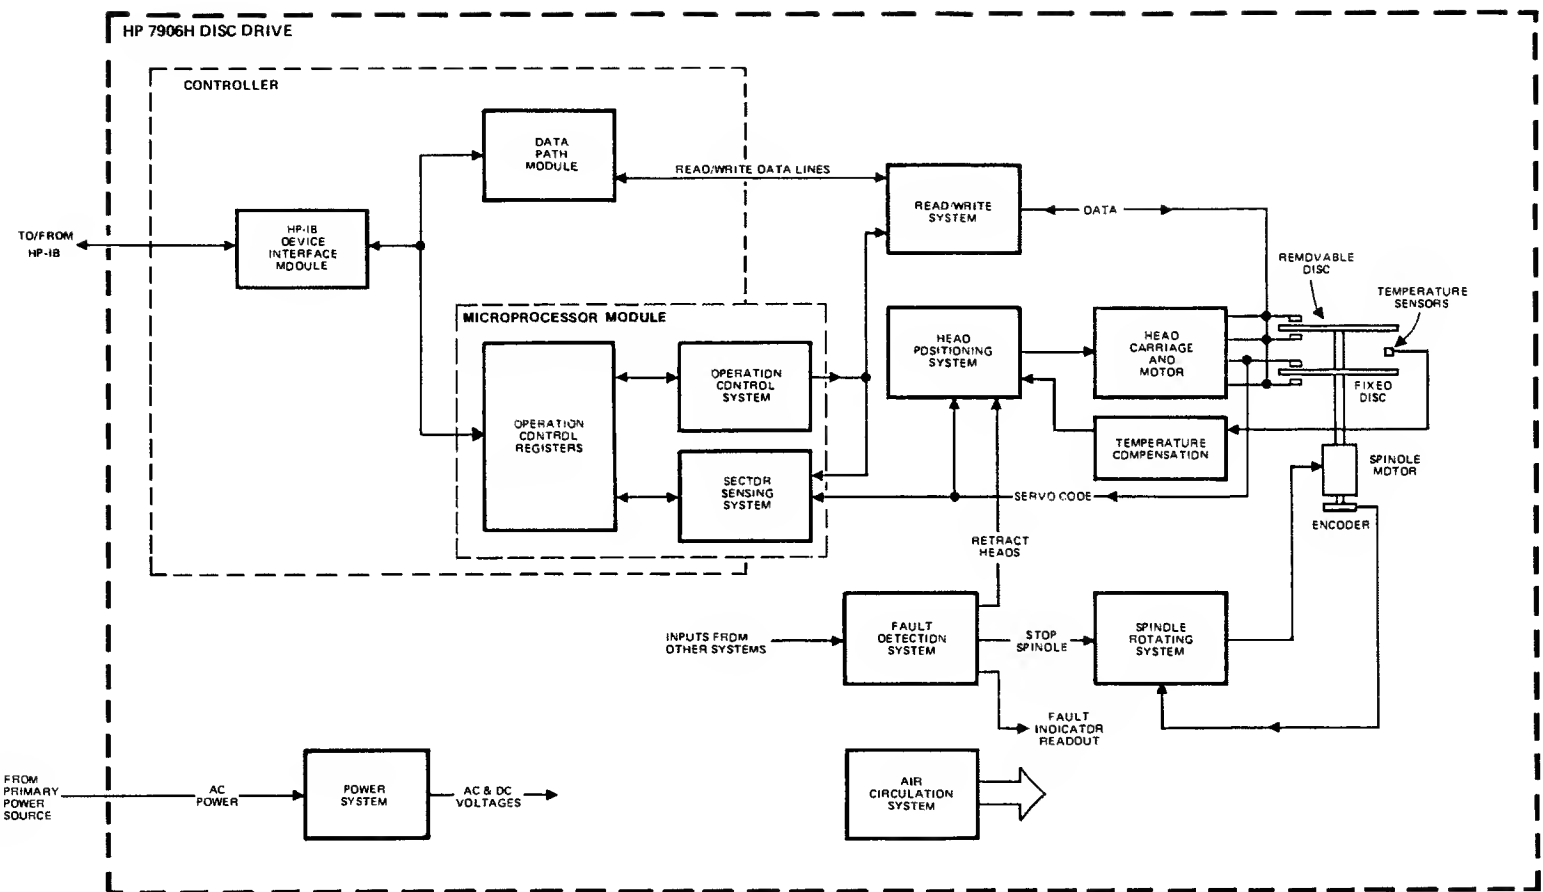 HP 7906H DISC DRIVE
CONTROLLER
DATA
PATH
MODULE
READ/WRITE DATA LINES
READ/WRITE
SYSTEM
DATA
TO/FROM
HP-IB
HP-IB
DEVICE
INTERFACE
MODULE
REMOVABLE
DISC
TEMPERATURE
SENSORS
MICROPROCESSOR MODULE
HEAD
POSITIONING
SYSTEM
HEAD
CARRIAGE
AND
MOTOR
FIXED
DISC
OPERATION
CONTROL
SYSTEM
OPERATION
CONTROL
REGISTERS
TEMPERATURE
COMPENSATION
SPINDLE
MOTOR
SECTOR
SENSING
SYSTEM
SERVO CODE
ENCODER
RETRACT
HEADS
INPUTS FROM
OTHER SYSTEMS
FAULT
DETECTION
SYSTEM
STOP
SPINDLE
SPINDLE
ROTATING
SYSTEM
FAULT
INDICATOR
READOUT
FROM
PRIMARY
POWER
SOURCE
AC
POWER
POWER
SYSTEM
AC & DC
VOLTAGES
AIR
CIRCULATION
SYSTEM